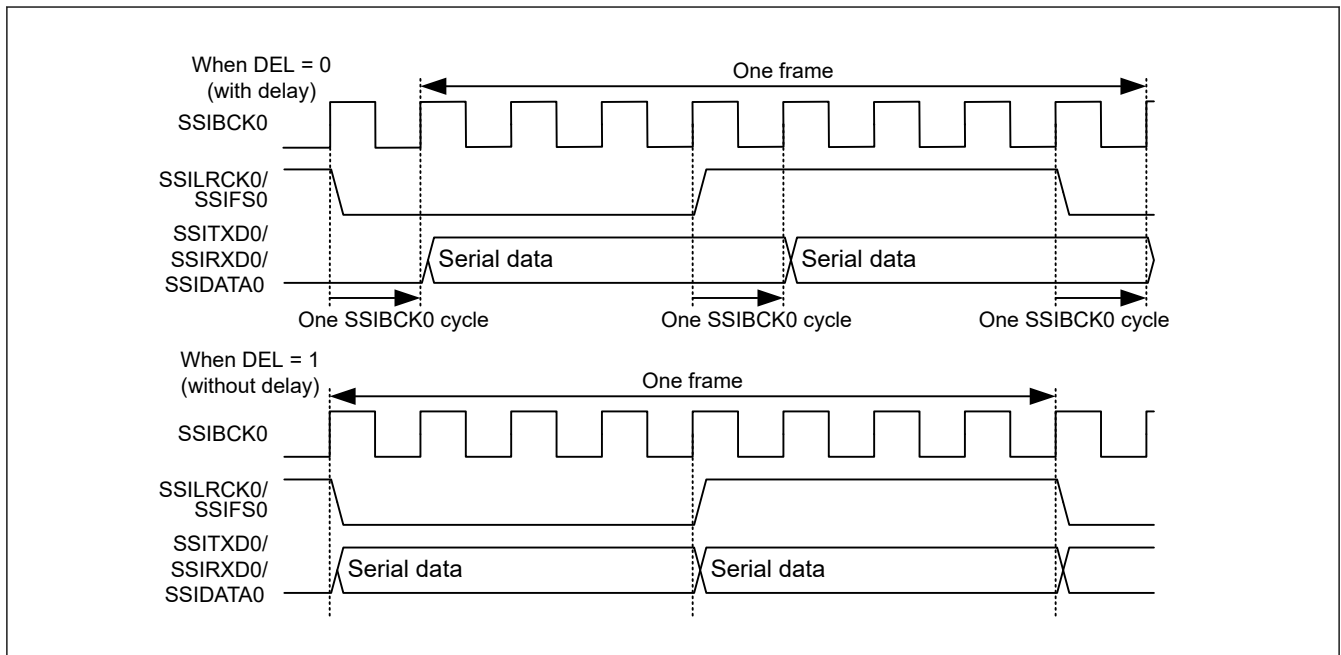 When DEL = 0
(with delay)
One frame
SSIBCK0
SSILRCK0/
SSIFS0
SSITXD0/
SSIRXD0/
SSIDATA0
Serial data
Serial data
One SSIBCK0 cycle
One SSIBCK0 cycle
One SSIBCK0 cycle
When DEL = 1
(without delay)
One frame
SSIBCK0
SSILRCK0/
SSIFS0
SSITXD0/
SSIRXD0/
SSIDATA0
Serial data
Serial data